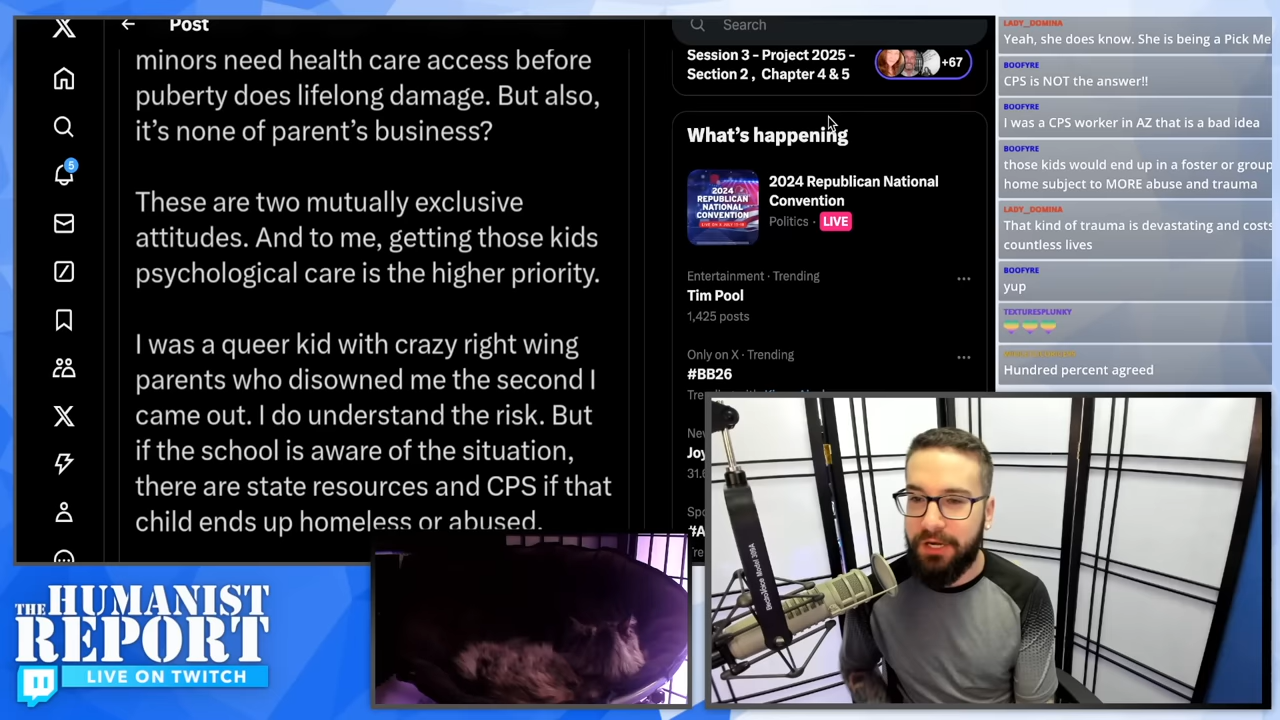 Post
minors need health care access before
puberty does lifelong damage. But also,
it's none of parent's business?
These are two mutually exclusive
attitudes. And to me, getting those kids
psychological care is the higher priority.
I was a queer kid with crazy right wing
parents who disowned me the second I
came out. I do understand the risk. But
if the school is aware of the situation,
there are state resources and CPS if that
child ends up homeless or abused.
5
Search
Session 3 - Project 2025 -
Section 2 , Chapter 4 & 5
+67
What's happening
2024
REPUBLICAN
NATIONAL
CONVENTION
2024 Republican National
Convention
Politics · LIVE
Entertainment · Trending
Tim Pool
1,425 posts
Only on X · Trending
#BB26
LADY_DOMINA
Yeah, she does know. She is being a Pick Me
BOOFYRE
CPS is NOT the answer!!
BOOFYRE
I was a CPS worker in AZ that is a bad idea
BOOFYRE
those kids would end up in a foster or group
home subject to MORE abuse and trauma
LADY_DOMINA
That kind of trauma is devastating and costs
countless lives
BOOFYRE
yup
TEXTURESPLUNKY
Hundred percent agreed
THE HUMANIST
REPORT
LIVE ON TWITCH